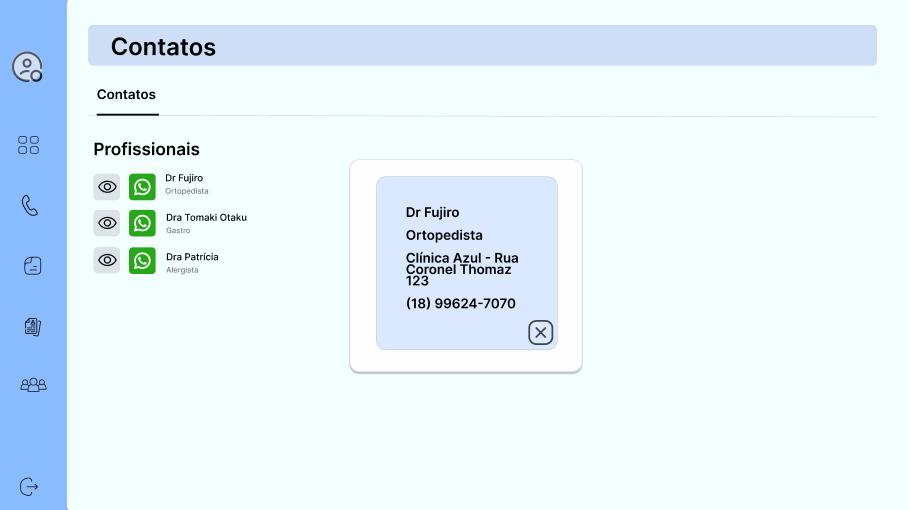 Contatos
Contatos
Profissionais
Dr Fujiro
Ortopedista
Dra Tomaki Otaku
Gastro
Dra Patrícia
Alergista
Dr Fujiro
Ortopedista
Clínica Azul - Rua
Coronel Thomaz
123
(18) 99624-7070